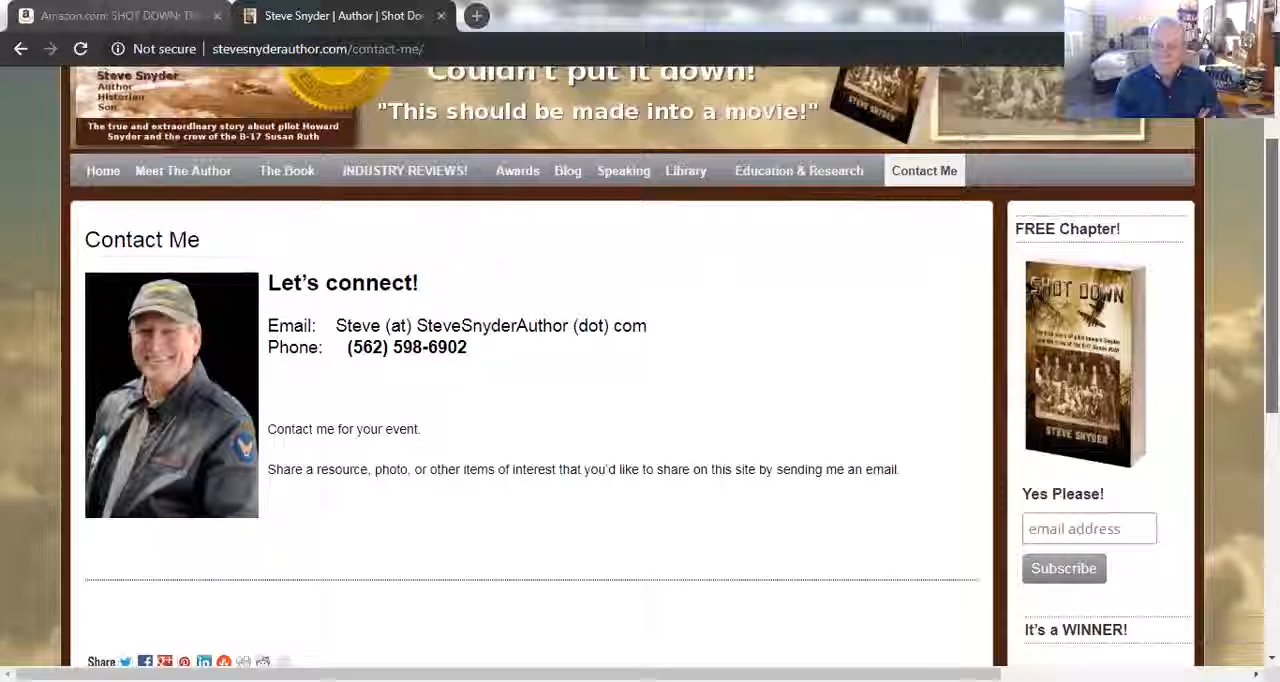 Amazon.com: SHOT DOWN: Th
Steve Snyder | Author | Shot Do
Not secure | stevesnyderauthor.com/contact-me/
Steve Snyder
Author
Historian
Son
The true and extraordinary story about pilot Howard
Snyder and the crew of the B-17 Susan Ruth
Couldn't put it down!
"This should be made into a movie!"
Home Meet The Author The Book INDUSTRY REVIEWS! Awards Blog Speaking Library Education & Research Contact Me
Contact Me
Let's connect!
Email: Steve (at) SteveSnyderAuthor (dot) com
Phone: (562) 598-6902
Contact me for your event.
Share a resource, photo, or other items of interest that you'd like to share on this site by sending me an email.
Share
FREE Chapter!
SHOT DOWN
STEVE SNYDER
Yes Please!
email address
Subscribe
It's a WINNER!